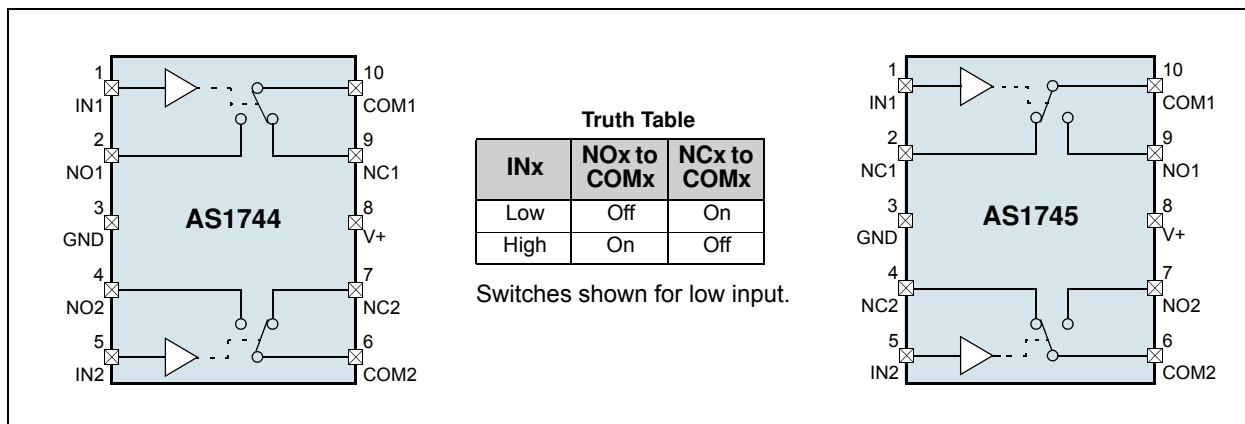 1
IN1
2
NO1
3
GND
4
NO2
5
IN2
AS1744
10
COM1
9
NC1
8
V+
7
NC2
6
COM2
Truth Table
INx NOx to COMx NCx to COMx
Low Off On
High On Off
Switches shown for low input.
1
IN1
2
NC1
3
GND
4
NC2
5
IN2
AS1745
10
COM1
9
NO1
8
V+
7
NO2
6
COM2